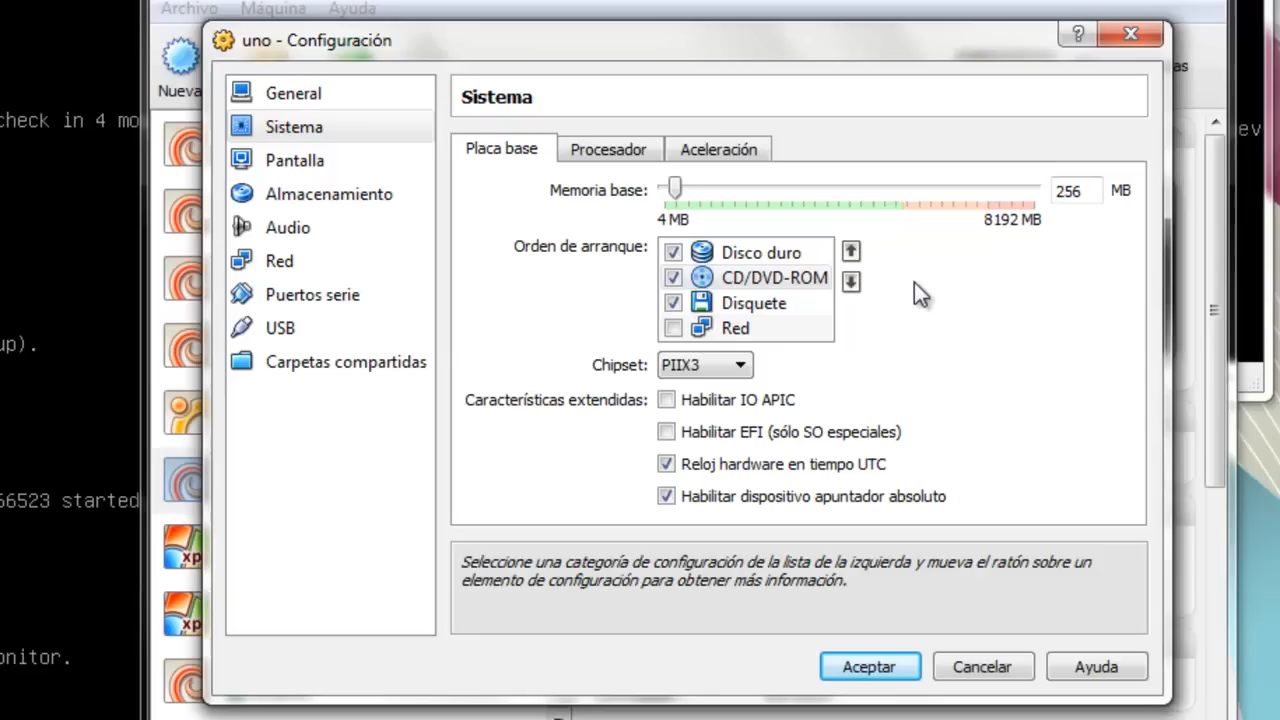 Archivo Máquina Ayuda
uno - Configuración
?
Nueva
as
check in 4 mo
ev
General
Sistema
Pantalla
Almacenamiento
Audio
Red
Puertos serie
USB
Carpetas compartidas
Sistema
Placa base Procesador Aceleración
Memoria base: 256 MB
4 MB 8192 MB
Orden de arranque:
Disco duro
CD/DVD-ROM
Disquete
Red
Chipset: PIIX3
Características extendidas:
Habilitar IO APIC
Habilitar EFI (sólo SO especiales)
Reloj hardware en tiempo UTC
Habilitar dispositivo apuntador absoluto
Seleccione una categoría de configuración de la lista de la izquierda y mueva el ratón sobre un
elemento de configuración para obtener más información.
Aceptar Cancelar Ayuda
up).
66523 started
xp
xp
onitor.